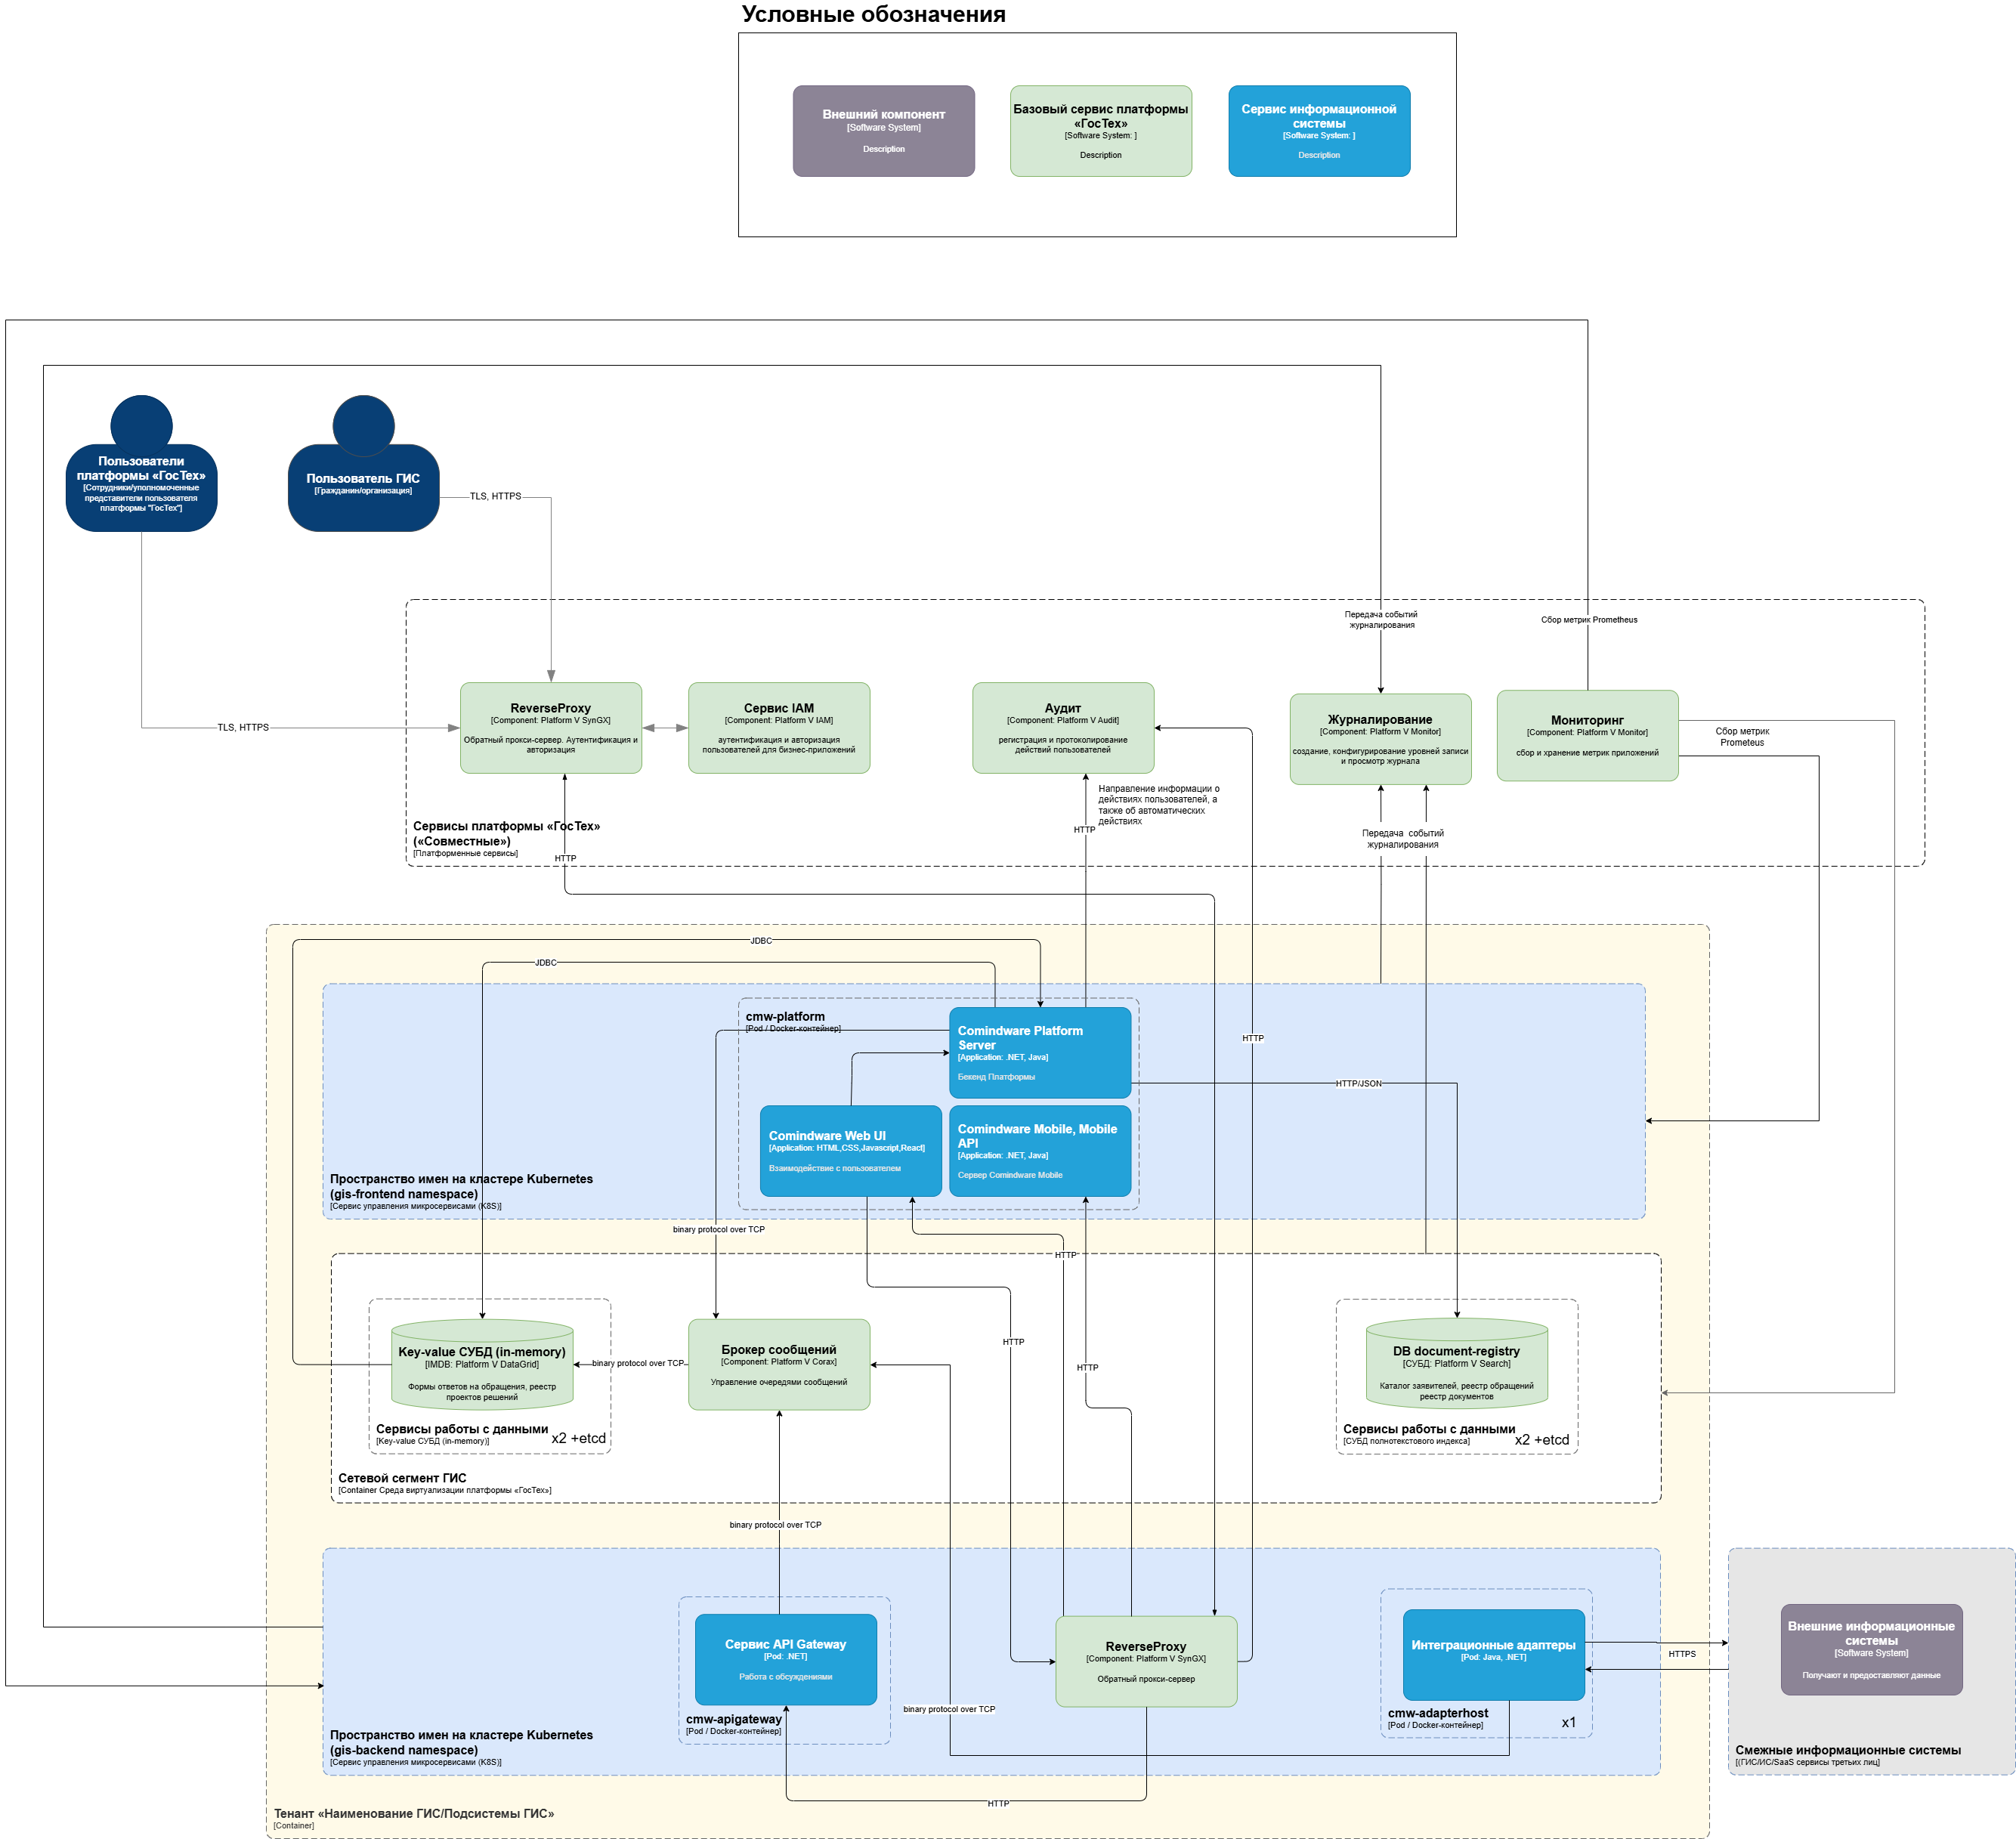 Условные обозначения
Внешний компонент
[Software System]
Description
Базовый сервис платформы
«ГосТех»
[Software System: ]
Description
Сервис информационной
системы
[Software System: ]
Description
Пользователи
платформы «ГосТех»
[Сотрудники/уполномоченные
представители пользователя
платформы "ГосТех"]
Пользователь ГИС
[Гражданин/организация]
TLS, HTTPS
TLS, HTTPS
Передача событий
журналирования
Сбор метрик Prometheus
ReverseProxy
[Component: Platform V SynGX]
Обратный прокси-сервер. Аутентификация и
авторизация
Сервис IAM
[Component: Platform V IAM]
аутентификация и авторизация
пользователей для бизнес-приложений
Аудит
[Component: Platform V Audit]
регистрация и протоколирование
действий пользователей
Журналирование
[Component: Platform V Monitor]
создание, конфигурирование уровней записи
и просмотр журнала
Мониторинг
[Component: Platform V Monitor]
сбор и хранение метрик приложений
Сбор метрик
Prometeus
Направление информации о
действиях пользователей, а
также об автоматических
действиях
HTTP
Передача  событий
журналирования
Сервисы платформы «ГосТех»
(«Совместные»)
[Платформенные сервисы]
HTTP
JDBC
JDBC
cmw-platform
[Pod / Docker-контейнер]
Comindware Platform
Server
[Application: .NET, Java]
Бекенд Платформы
HTTP
HTTP/JSON
Comindware Web UI
[Application: HTML,CSS,Javascript,React]
Взаимодействие с пользователем
Comindware Mobile, Mobile
API
[Application: .NET, Java]
Сервер Comindware Mobile
Пространство имен на кластере Kubernetes
(gis-frontend namespace)
[Сервис управления микросервисами (K8S)]
binary protocol over TCP
HTTP
Key-value СУБД (in-memory)
[IMDB: Platform V DataGrid]
Формы ответов на обращения, реестр
проектов решений
Сервисы работы с данными
[Key-value СУБД (in-memory)]
x2 +etcd
binary protocol over TCP
Брокер сообщений
[Component: Platform V Corax]
Управление очередями сообщений
HTTP
HTTP
DB document-registry
[СУБД: Platform V Search]
Каталог заявителей, реестр обращений
реестр документов
Сервисы работы с данными
[СУБД полнотекстового индекса]
x2 +etcd
Сетевой сегмент ГИС
[Container Среда виртуализации платформы «ГосТех»]
binary protocol over TCP
Сервис API Gateway
[Pod: .NET]
Работа с обсуждениями
cmw-apigateway
[Pod / Docker-контейнер]
ReverseProxy
[Component: Platform V SynGX]
Обратный прокси-сервер
binary protocol over TCP
Интеграционные адаптеры
[Pod: Java, .NET]
cmw-adapterhost
[Pod / Docker-контейнер]
x1
HTTPS
Внешние информационные
системы
[Software System]
Получают и предоставляют данные
Смежные информационные системы
[(ГИС/ИС/SaaS сервисы третьих лиц]
Пространство имен на кластере Kubernetes
(gis-backend namespace)
[Сервис управления микросервисами (K8S)]
HTTP
Тенант «Наименование ГИС/Подсистемы ГИС»
[Container]